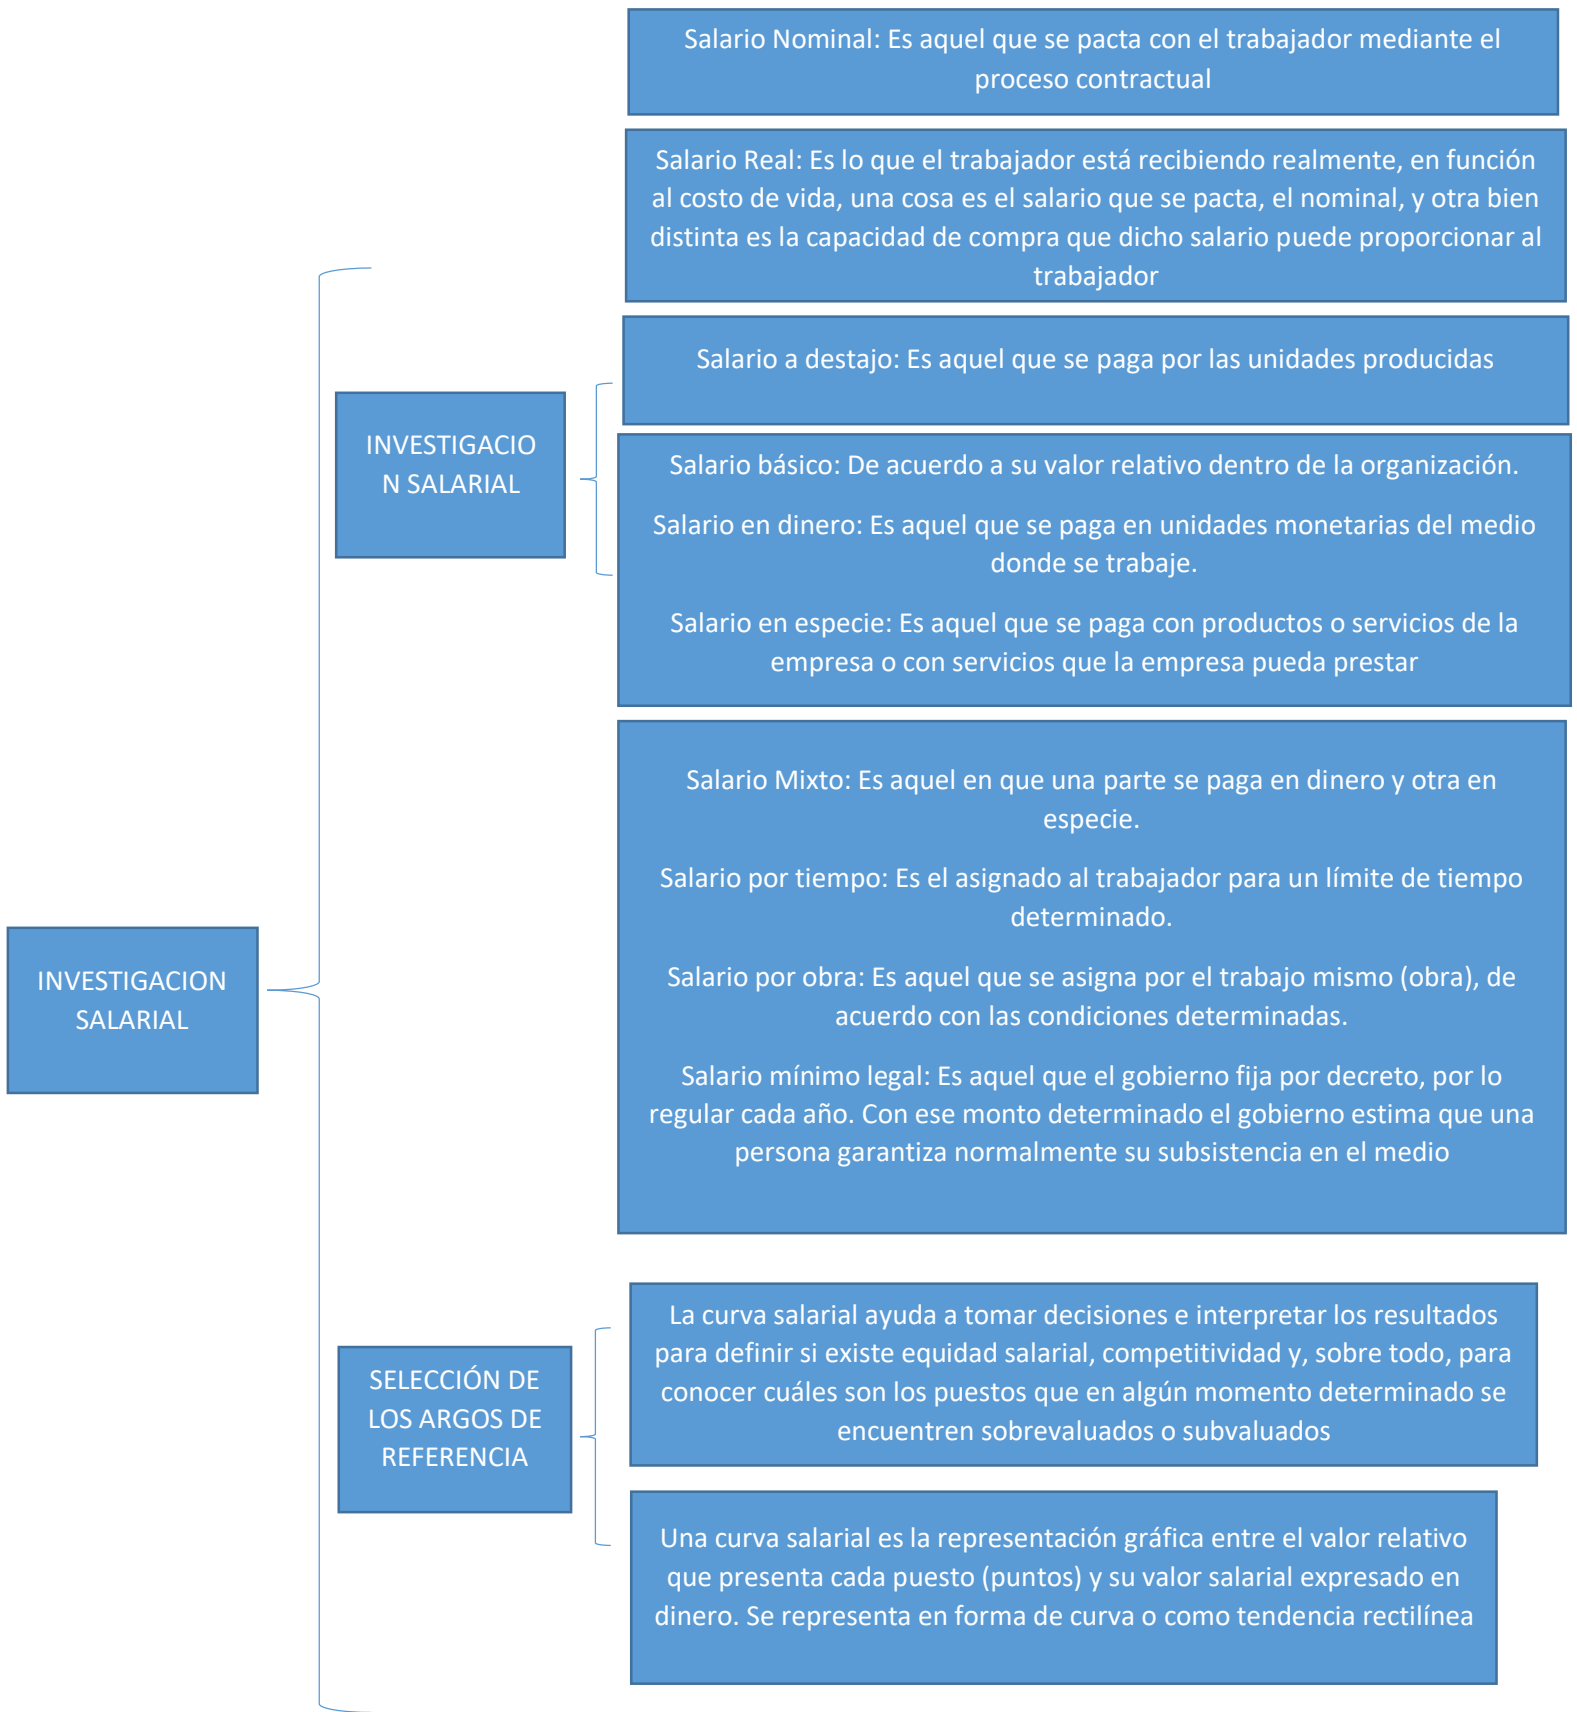 Salario Nominal: Es aquel que se pacta con el trabajador mediante el
proceso contractual
Salario Real: Es lo que el trabajador está recibiendo realmente, en función
al costo de vida, una cosa es el salario que se pacta, el nominal, y otra bien
distinta es la capacidad de compra que dicho salario puede proporcionar al
trabajador
Salario a destajo: Es aquel que se paga por las unidades producidas
INVESTIGACIO
N SALARIAL
Salario básico: De acuerdo a su valor relativo dentro de la organización.
Salario en dinero: Es aquel que se paga en unidades monetarias del medio
donde se trabaje.
Salario en especie: Es aquel que se paga con productos o servicios de la
empresa o con servicios que la empresa pueda prestar
Salario Mixto: Es aquel en que una parte se paga en dinero y otra en
especie.
Salario por tiempo: Es el asignado al trabajador para un límite de tiempo
determinado.
Salario por obra: Es aquel que se asigna por el trabajo mismo (obra), de
acuerdo con las condiciones determinadas.
Salario mínimo legal: Es aquel que el gobierno fija por decreto, por lo
regular cada año. Con ese monto determinado el gobierno estima que una
persona garantiza normalmente su subsistencia en el medio
INVESTIGACION
SALARIAL
SELECCIÓN DE
LOS ARGOS DE
REFERENCIA
La curva salarial ayuda a tomar decisiones e interpretar los resultados
para definir si existe equidad salarial, competitividad y, sobre todo, para
conocer cuáles son los puestos que en algún momento determinado se
encuentren sobrevaluados o subvaluados
Una curva salarial es la representación gráfica entre el valor relativo
que presenta cada puesto (puntos) y su valor salarial expresado en
dinero. Se representa en forma de curva o como tendencia rectilínea